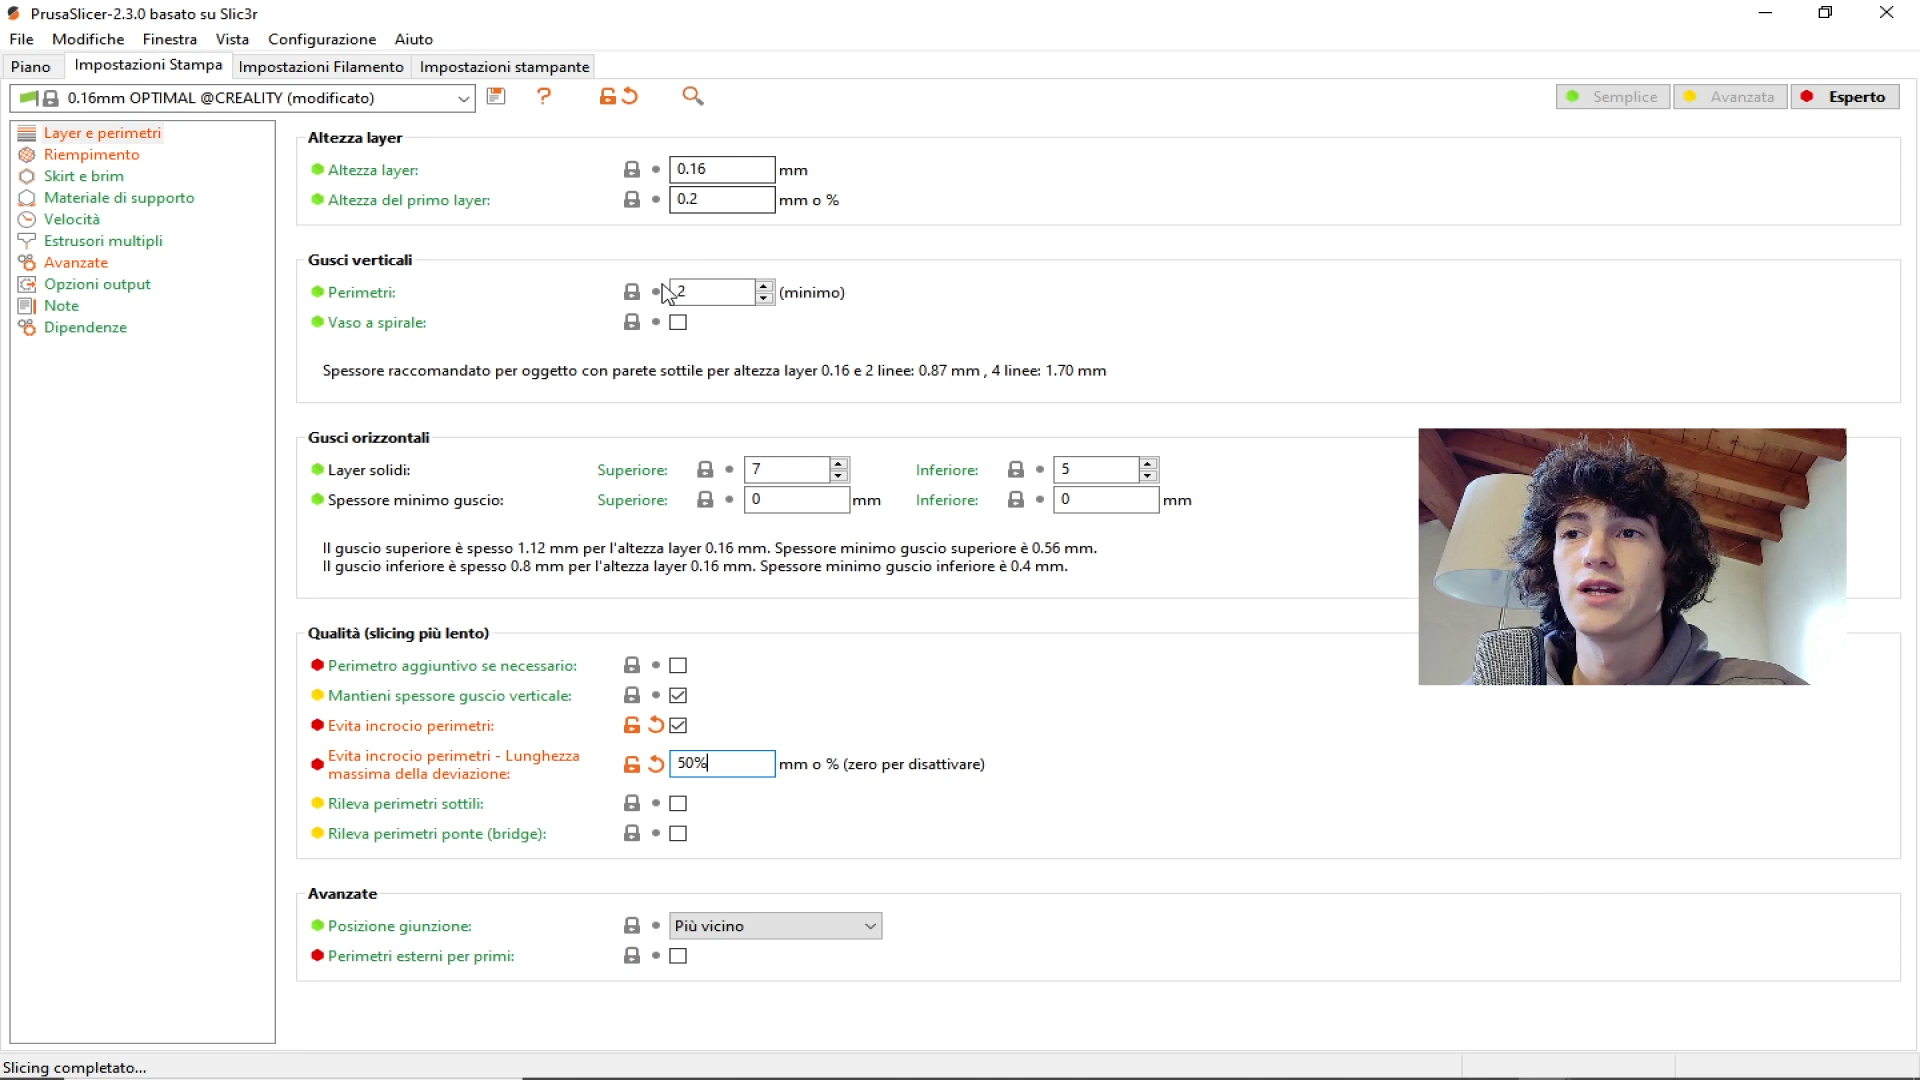 PrusaSlicer-2.3.0 basato su Slic3r
File Modifiche Finestra Vista Configurazione Aiuto
Piano Impostazioni Stampa Impostazioni Filamento Impostazioni stampante
0.16mm OPTIMAL @CREALITY (modificato) ? Semplice Avanzata Esperto
Layer e perimetri
Riempimento
Skirt e brim
Materiale di supporto
Velocità
Estrusori multipli
Avanzate
Opzioni output
Note
Dipendenze
Altezza layer
Altezza layer: 0.16 mm
Altezza del primo layer: 0.2 mm o %
Gusci verticali
Perimetri: 2 (minimo)
Vaso a spirale:
Spessore raccomandato per oggetto con parete sottile per altezza layer 0.16 e 2 linee: 0.87 mm , 4 linee: 1.70 mm
Gusci orizzontali
Layer solidi: Superiore: 7 Inferiore: 5
Spessore minimo guscio: Superiore: 0 mm Inferiore: 0 mm
Il guscio superiore è spesso 1.12 mm per l'altezza layer 0.16 mm. Spessore minimo guscio superiore è 0.56 mm.
Il guscio inferiore è spesso 0.8 mm per l'altezza layer 0.16 mm. Spessore minimo guscio inferiore è 0.4 mm.
Qualità (slicing più lento)
Perimetro aggiuntivo se necessario:
Mantieni spessore guscio verticale:
Evita incrocio perimetri:
Evita incrocio perimetri - Lunghezza
massima della deviazione: 50% mm o % (zero per disattivare)
Rileva perimetri sottili:
Rileva perimetri ponte (bridge):
Avanzate
Posizione giunzione: Più vicino
Perimetri esterni per primi:
Slicing completato...